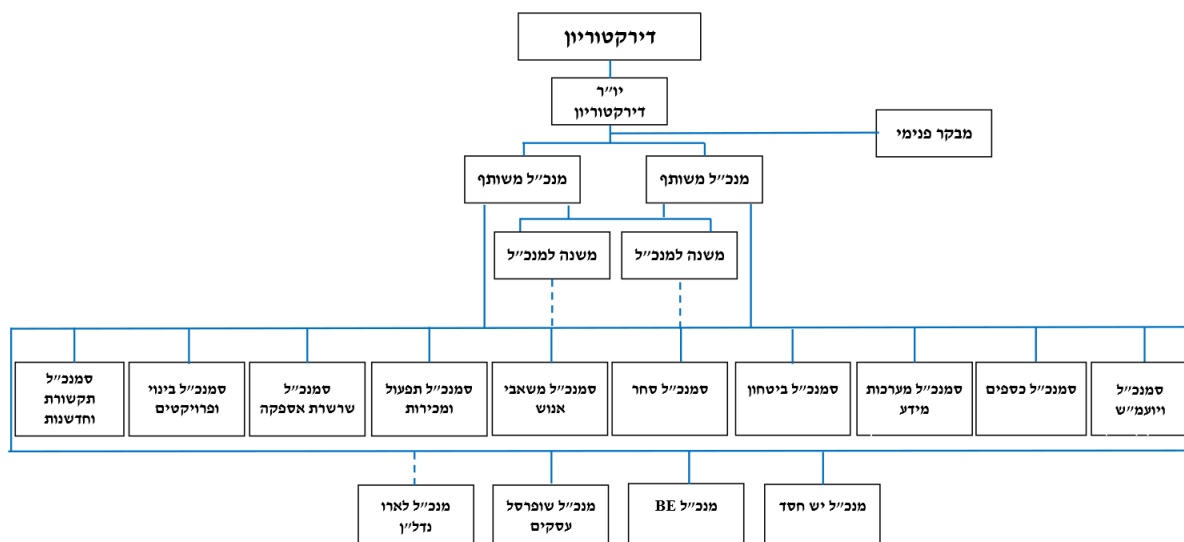 דירקטוריון
יו״ר
דירקטוריון
מבקר פנימי
מנכ״ל משותף
מנכ״ל משותף
משנה למנכ״ל
משנה למנכ״ל
סמנכ״ל
ויועמ״ש
סמנכ״ל כספים
סמנכ״ל מערכות
מידע
סמנכ״ל ביטחון
סמנכ״ל סחר
סמנכ״ל משאבי
אנוש
סמנכ״ל תפעול
ומכירות
סמנכ״ל
שרשרת אספקה
סמנכ״ל בינוי
ופרויקטים
סמנכ״ל
תקשורת
וחדשנות
מנכ״ל יש חסד
מנכ״ל BE
מנכ״ל שופרסל
עסקים
מנכ״ל לארו
נדל״ן